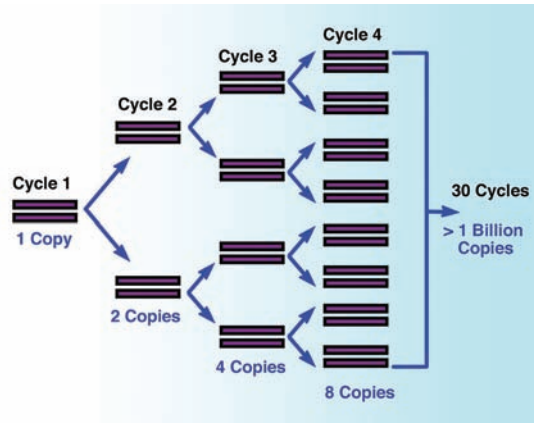 Cycle 1
1 Copy
Cycle 2
2 Copies
Cycle 3
4 Copies
Cycle 4
8 Copies
30 Cycles
> 1 Billion
Copies